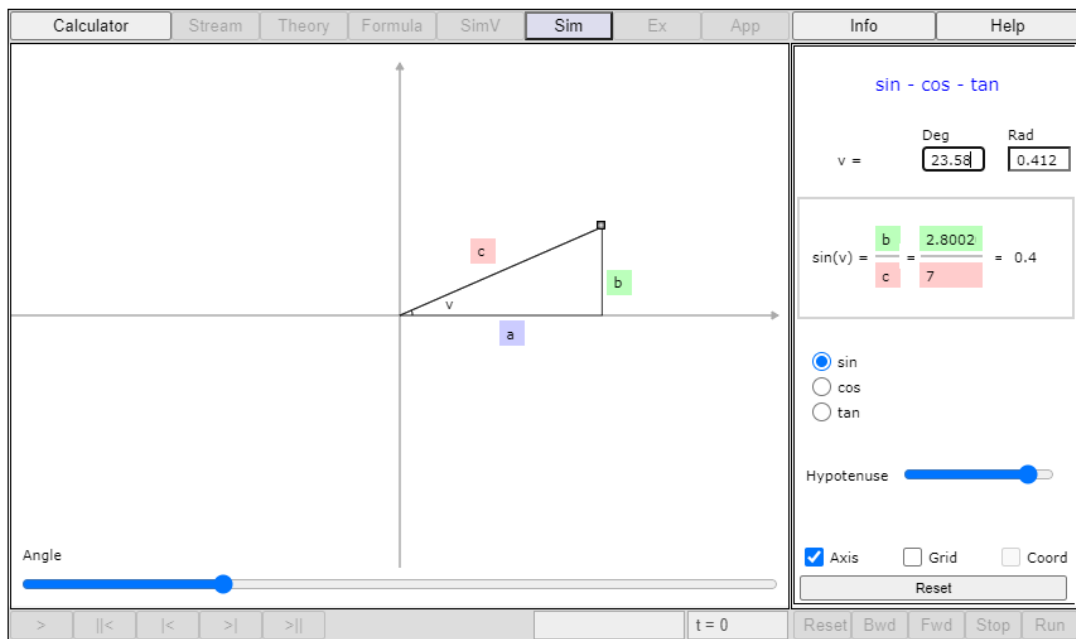 Calculator Stream Theory Formula SimV Sim Ex App Info Help
sin - cos - tan
Deg Rad
v = 23.58 0.412
b 2.8002
sin(v) = = = 0.4
c 7
c
b
v
a
sin
cos
tan
Hypotenuse
Angle
Axis Grid Coord
Reset
> ||< |< >| >|| t = 0 Reset Bwd Fwd Stop Run